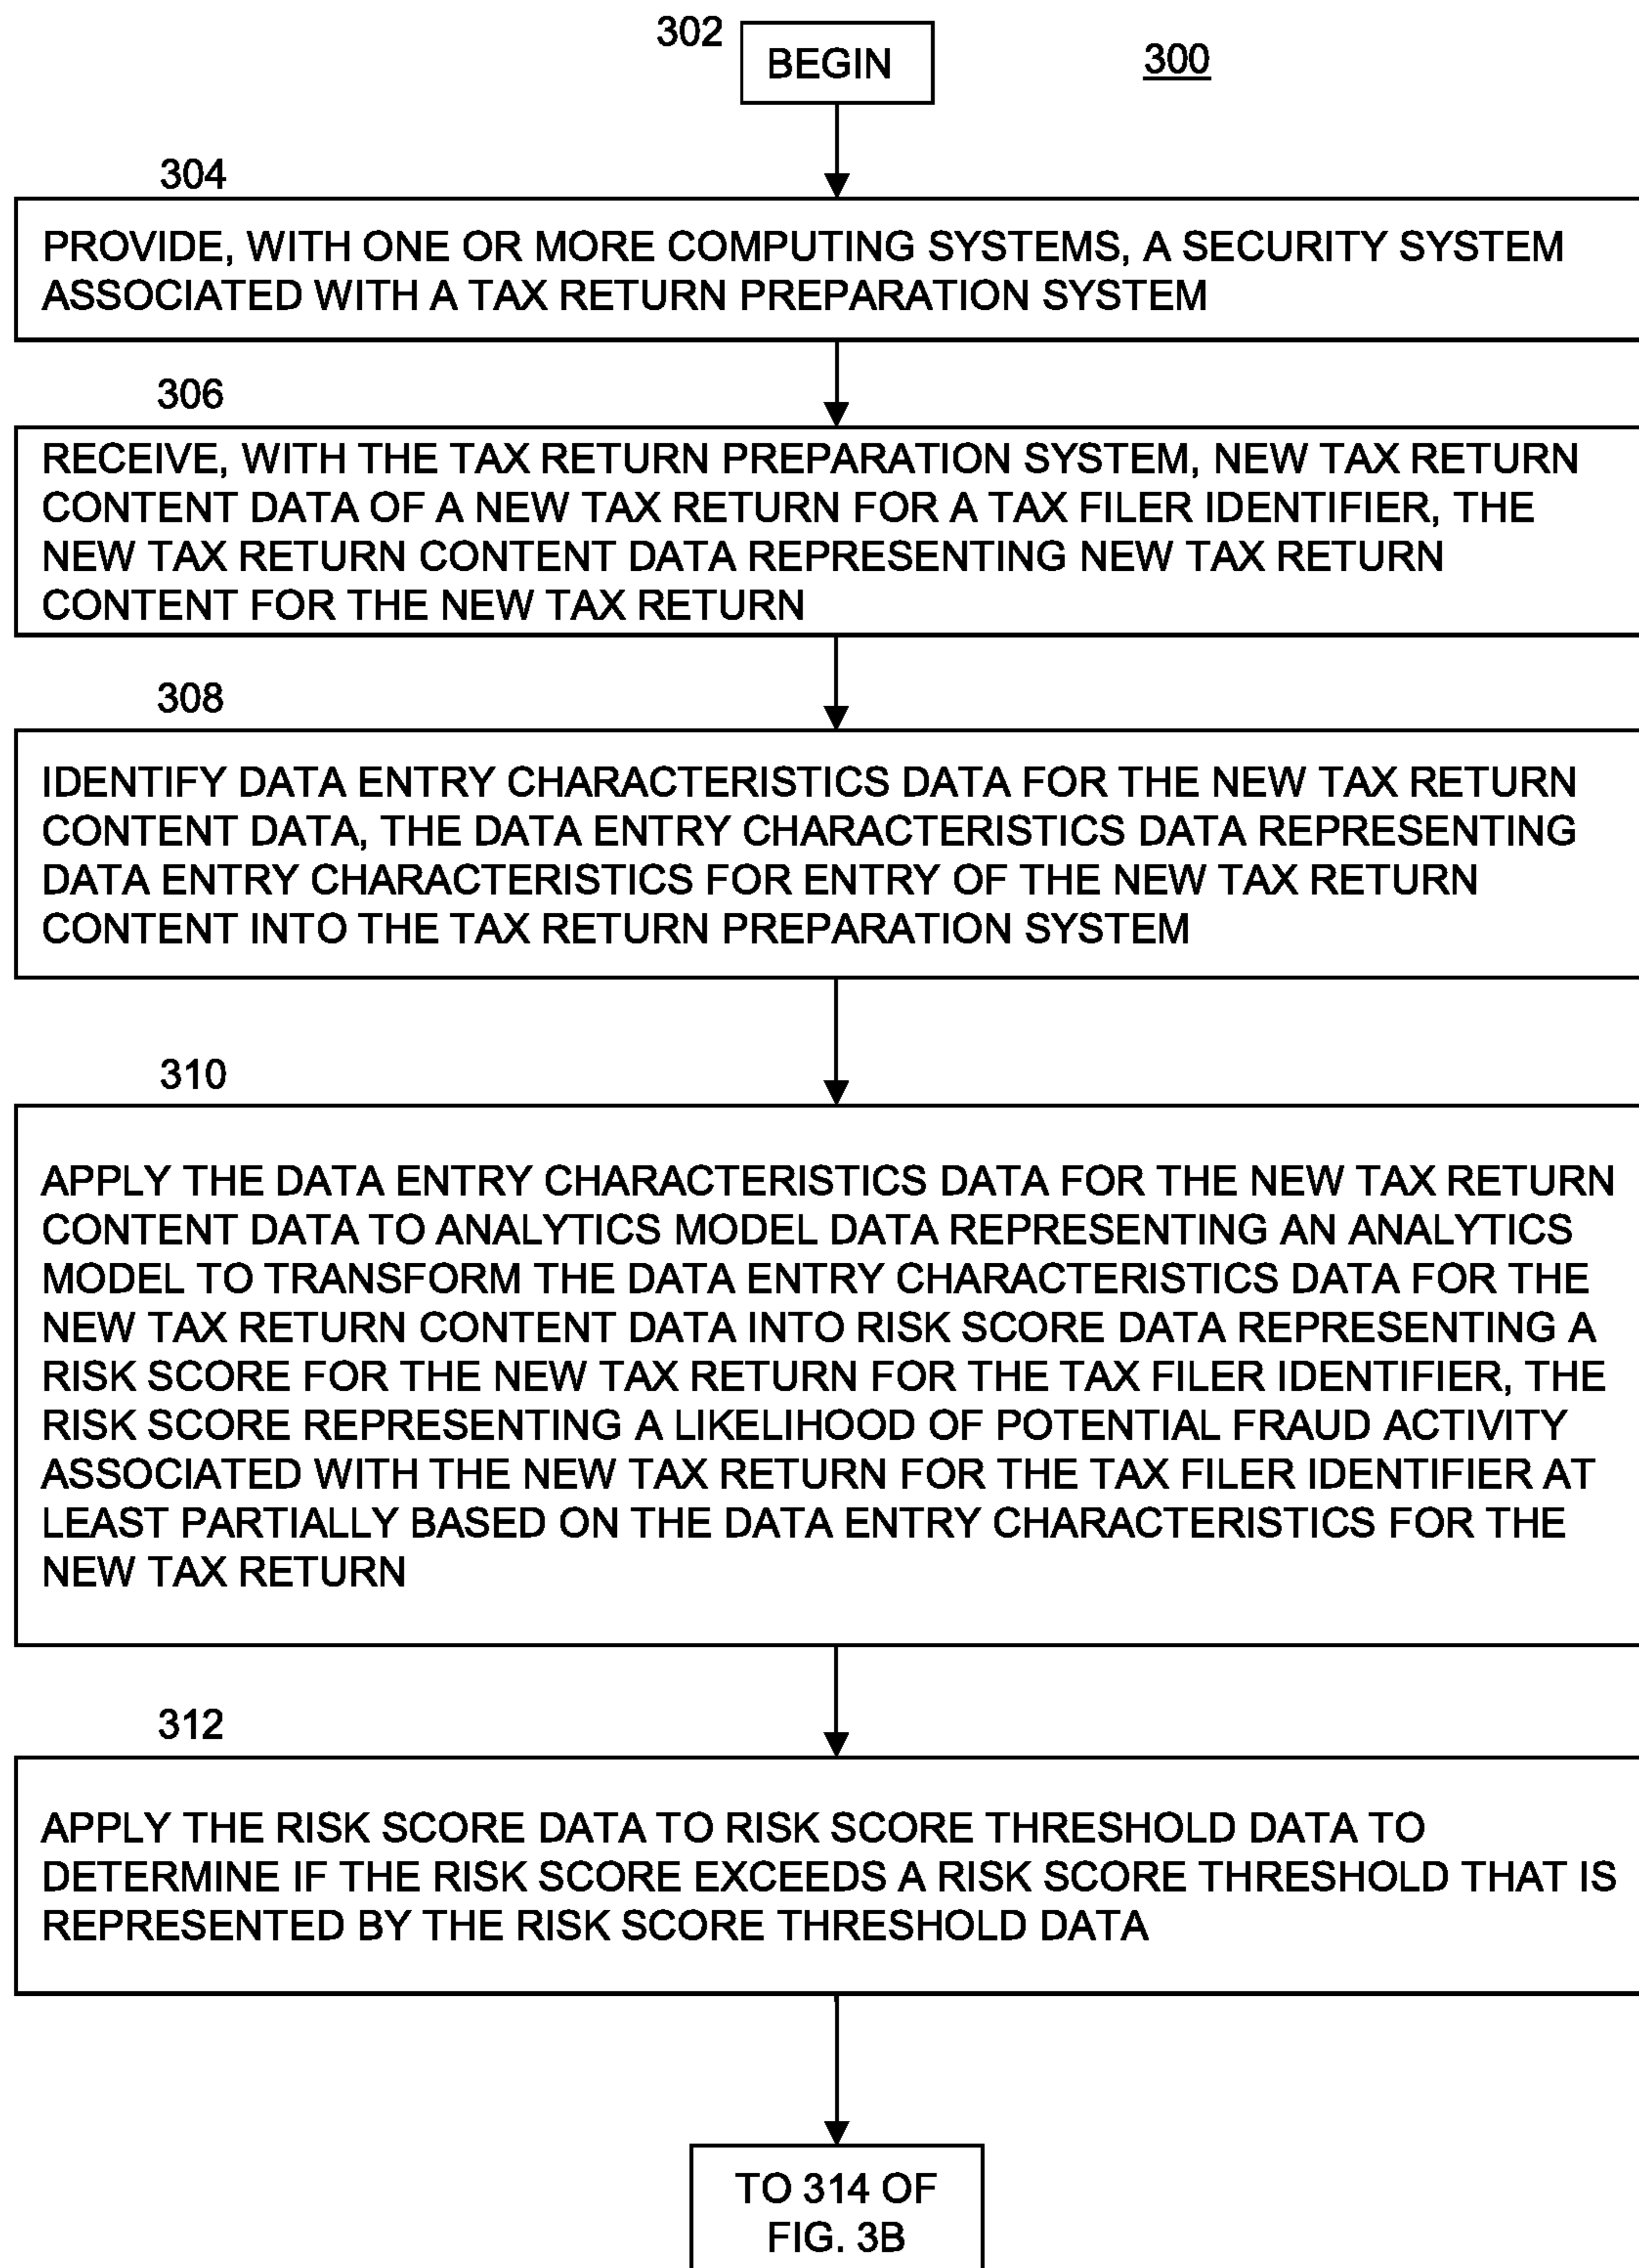 302
BEGIN
300
304
PROVIDE, WITH ONE OR MORE COMPUTING SYSTEMS, A SECURITY SYSTEM
ASSOCIATED WITH A TAX RETURN PREPARATION SYSTEM
306
RECEIVE, WITH THE TAX RETURN PREPARATION SYSTEM, NEW TAX RETURN
CONTENT DATA OF A NEW TAX RETURN FOR A TAX FILER IDENTIFIER, THE
NEW TAX RETURN CONTENT DATA REPRESENTING NEW TAX RETURN
CONTENT FOR THE NEW TAX RETURN
308
IDENTIFY DATA ENTRY CHARACTERISTICS DATA FOR THE NEW TAX RETURN
CONTENT DATA, THE DATA ENTRY CHARACTERISTICS DATA REPRESENTING
DATA ENTRY CHARACTERISTICS FOR ENTRY OF THE NEW TAX RETURN
CONTENT INTO THE TAX RETURN PREPARATION SYSTEM
310
APPLY THE DATA ENTRY CHARACTERISTICS DATA FOR THE NEW TAX RETURN
CONTENT DATA TO ANALYTICS MODEL DATA REPRESENTING AN ANALYTICS
MODEL TO TRANSFORM THE DATA ENTRY CHARACTERISTICS DATA FOR THE
NEW TAX RETURN CONTENT DATA INTO RISK SCORE DATA REPRESENTING A
RISK SCORE FOR THE NEW TAX RETURN FOR THE TAX FILER IDENTIFIER, THE
RISK SCORE REPRESENTING A LIKELIHOOD OF POTENTIAL FRAUD ACTIVITY
ASSOCIATED WITH THE NEW TAX RETURN FOR THE TAX FILER IDENTIFIER AT
LEAST PARTIALLY BASED ON THE DATA ENTRY CHARACTERISTICS FOR THE
NEW TAX RETURN
312
APPLY THE RISK SCORE DATA TO RISK SCORE THRESHOLD DATA TO
DETERMINE IF THE RISK SCORE EXCEEDS A RISK SCORE THRESHOLD THAT IS
REPRESENTED BY THE RISK SCORE THRESHOLD DATA
TO 314 OF
FIG. 3B